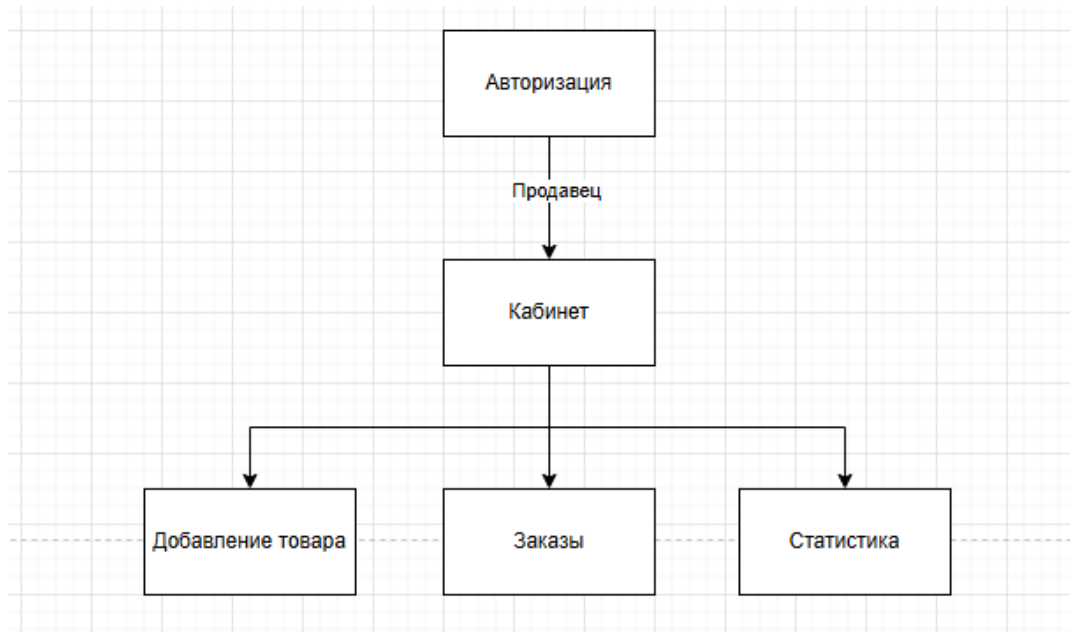 Авторизация
Продавец
Кабинет
Добавление товара
Заказы
Статистика